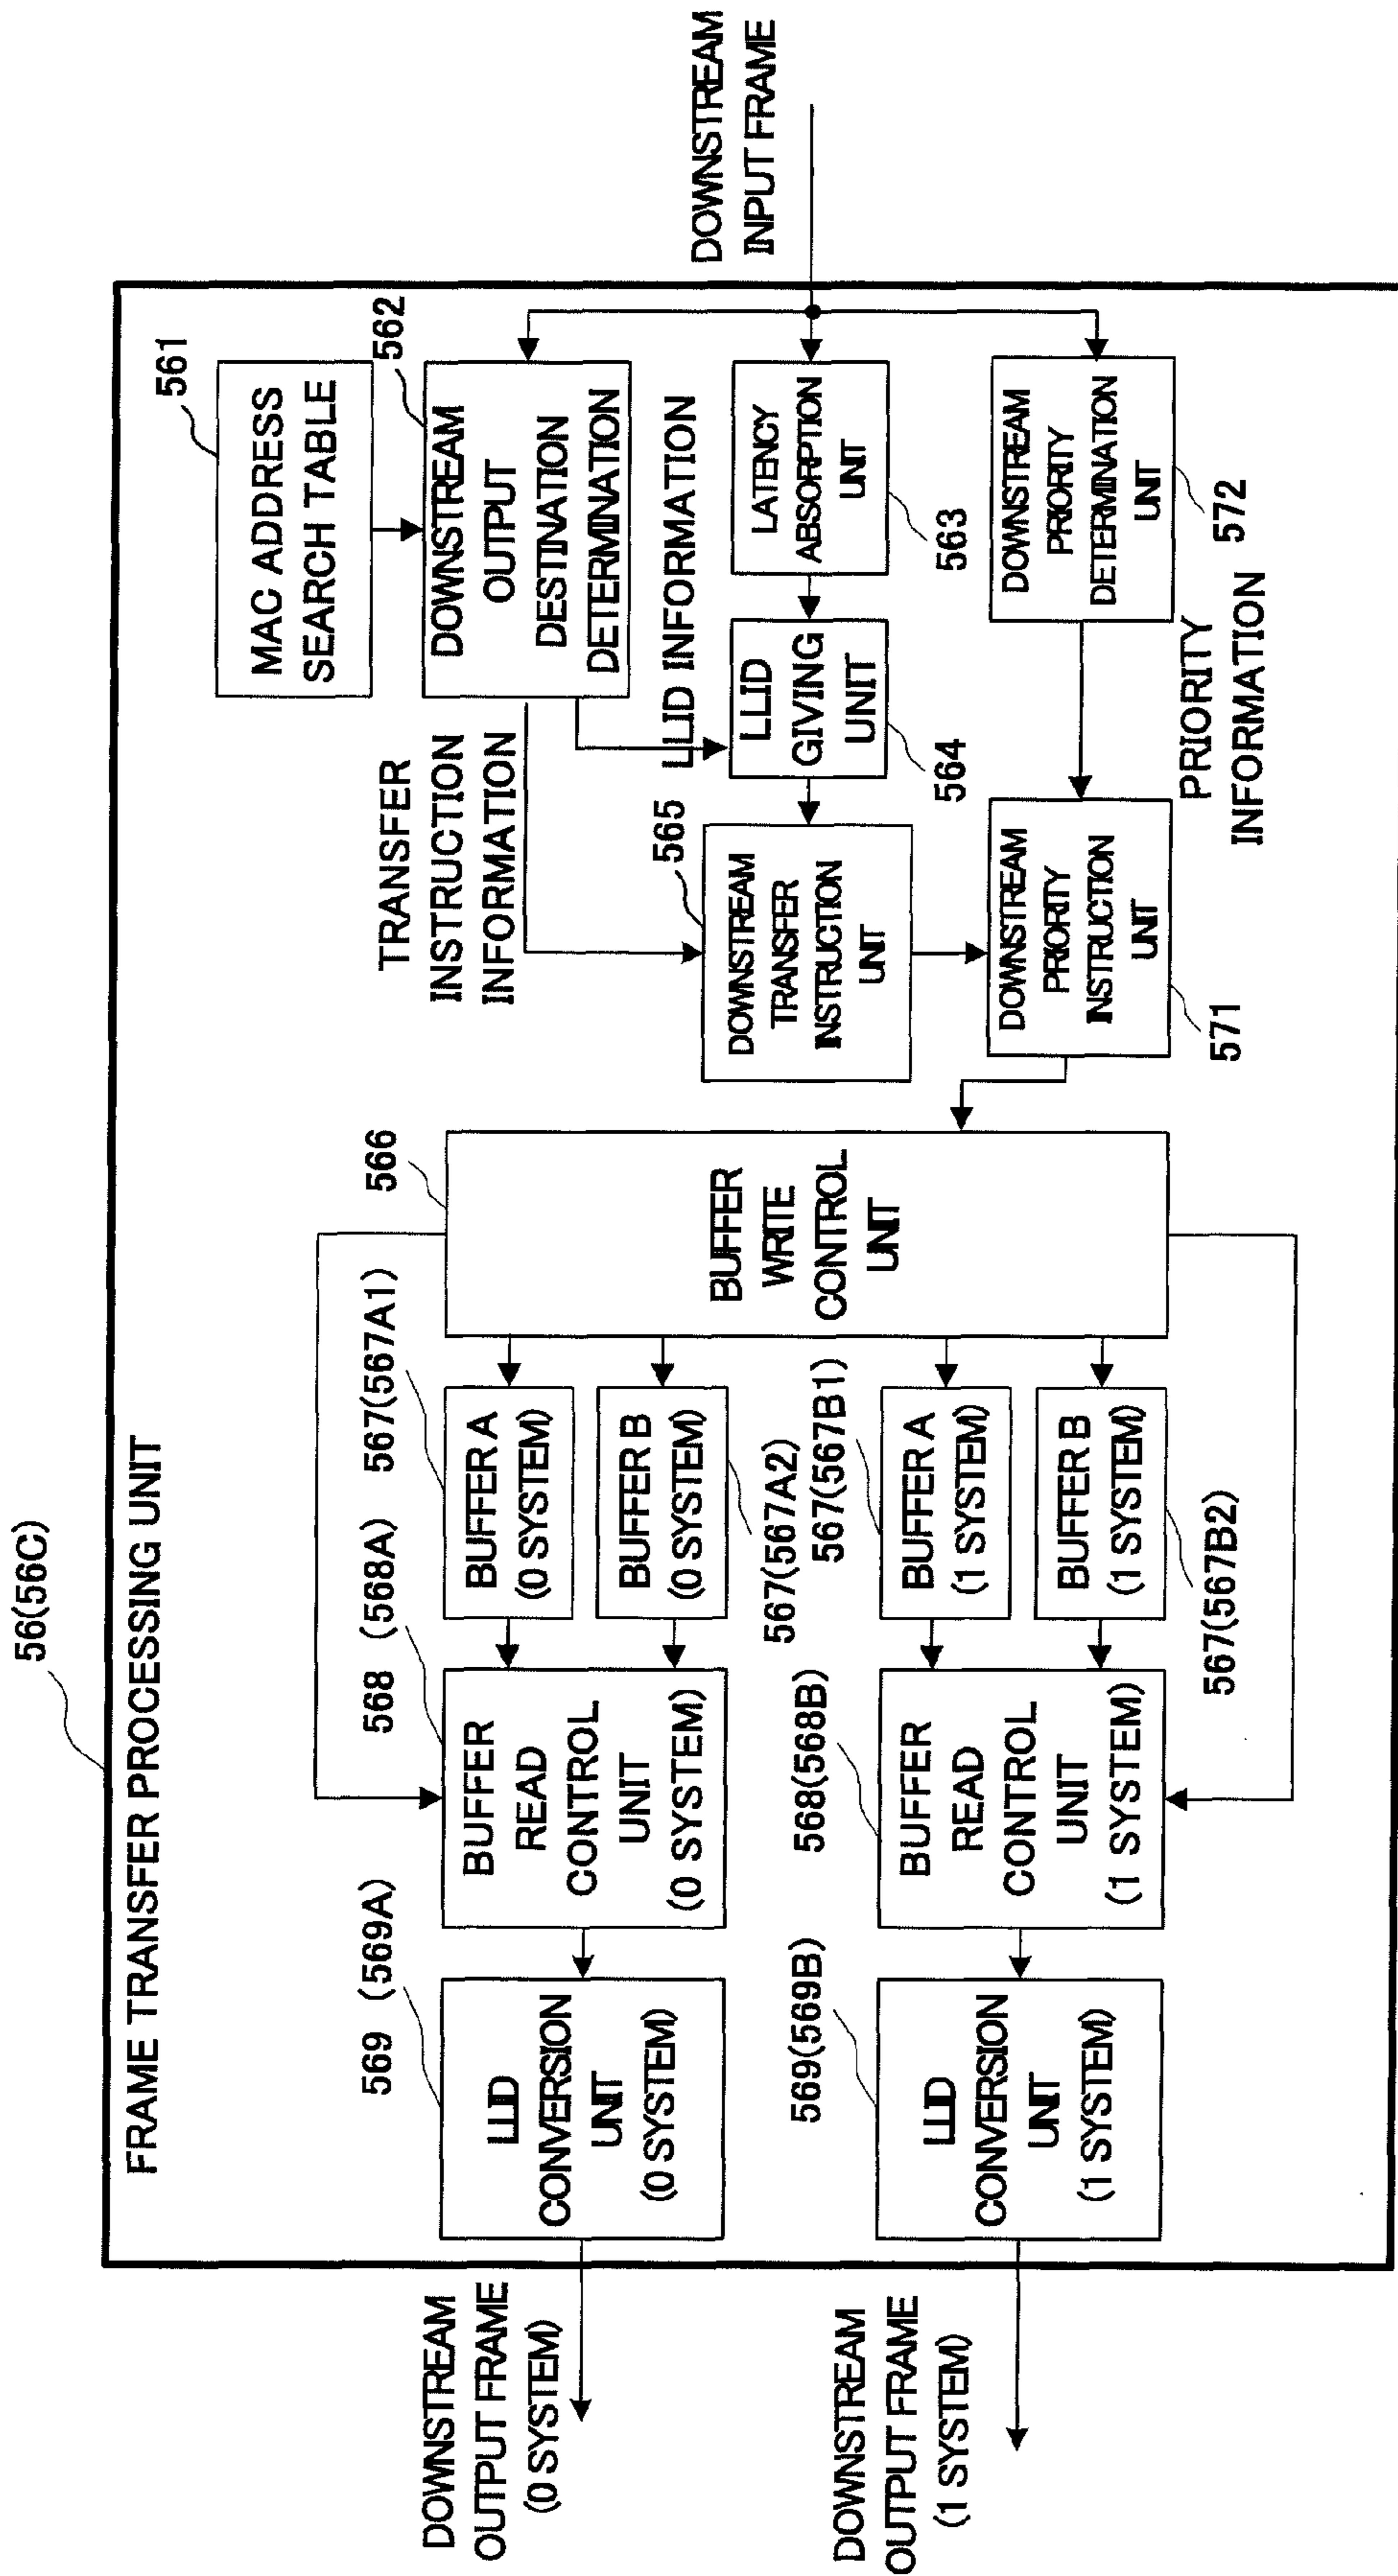 56(56C)
FRAME TRANSFER PROCESSING UNIT
561
MAC ADDRESS
SEARCH TABLE
562
DOWNSTREAM
OUTPUT
DESTINATION
DETERMINATION
TRANSFER
INSTRUCTION
INFORMATION
LLID INFORMATION
DOWNSTREAM
INPUT FRAME
LATENCY
ABSORPTION
UNIT
563
LLID
GIVING
UNIT
564
565
DOWNSTREAM
TRANSFER
INSTRUCTION
UNIT
DOWNSTREAM
PRIORITY
DETERMINATION
UNIT
572
PRIORITY
INFORMATION
DOWNSTREAM
PRIORITY
INSTRUCTION
UNIT
571
566
BUFFER
WRITE
CONTROL
UNIT
567(567A1)
BUFFER A
(0 SYSTEM)
BUFFER B
(0 SYSTEM)
567(567A2)
567(567B1)
BUFFER A
(1 SYSTEM)
BUFFER B
(1 SYSTEM)
567(567B2)
568 (568A)
BUFFER
READ
CONTROL
UNIT
(0 SYSTEM)
568(568B)
BUFFER
READ
CONTROL
UNIT
(1 SYSTEM)
569 (569A)
LLID
CONVERSION
UNIT
(0 SYSTEM)
569(569B)
LLID
CONVERSION
UNIT
(1 SYSTEM)
DOWNSTREAM
OUTPUT FRAME
(0 SYSTEM)
DOWNSTREAM
OUTPUT FRAME
(1 SYSTEM)